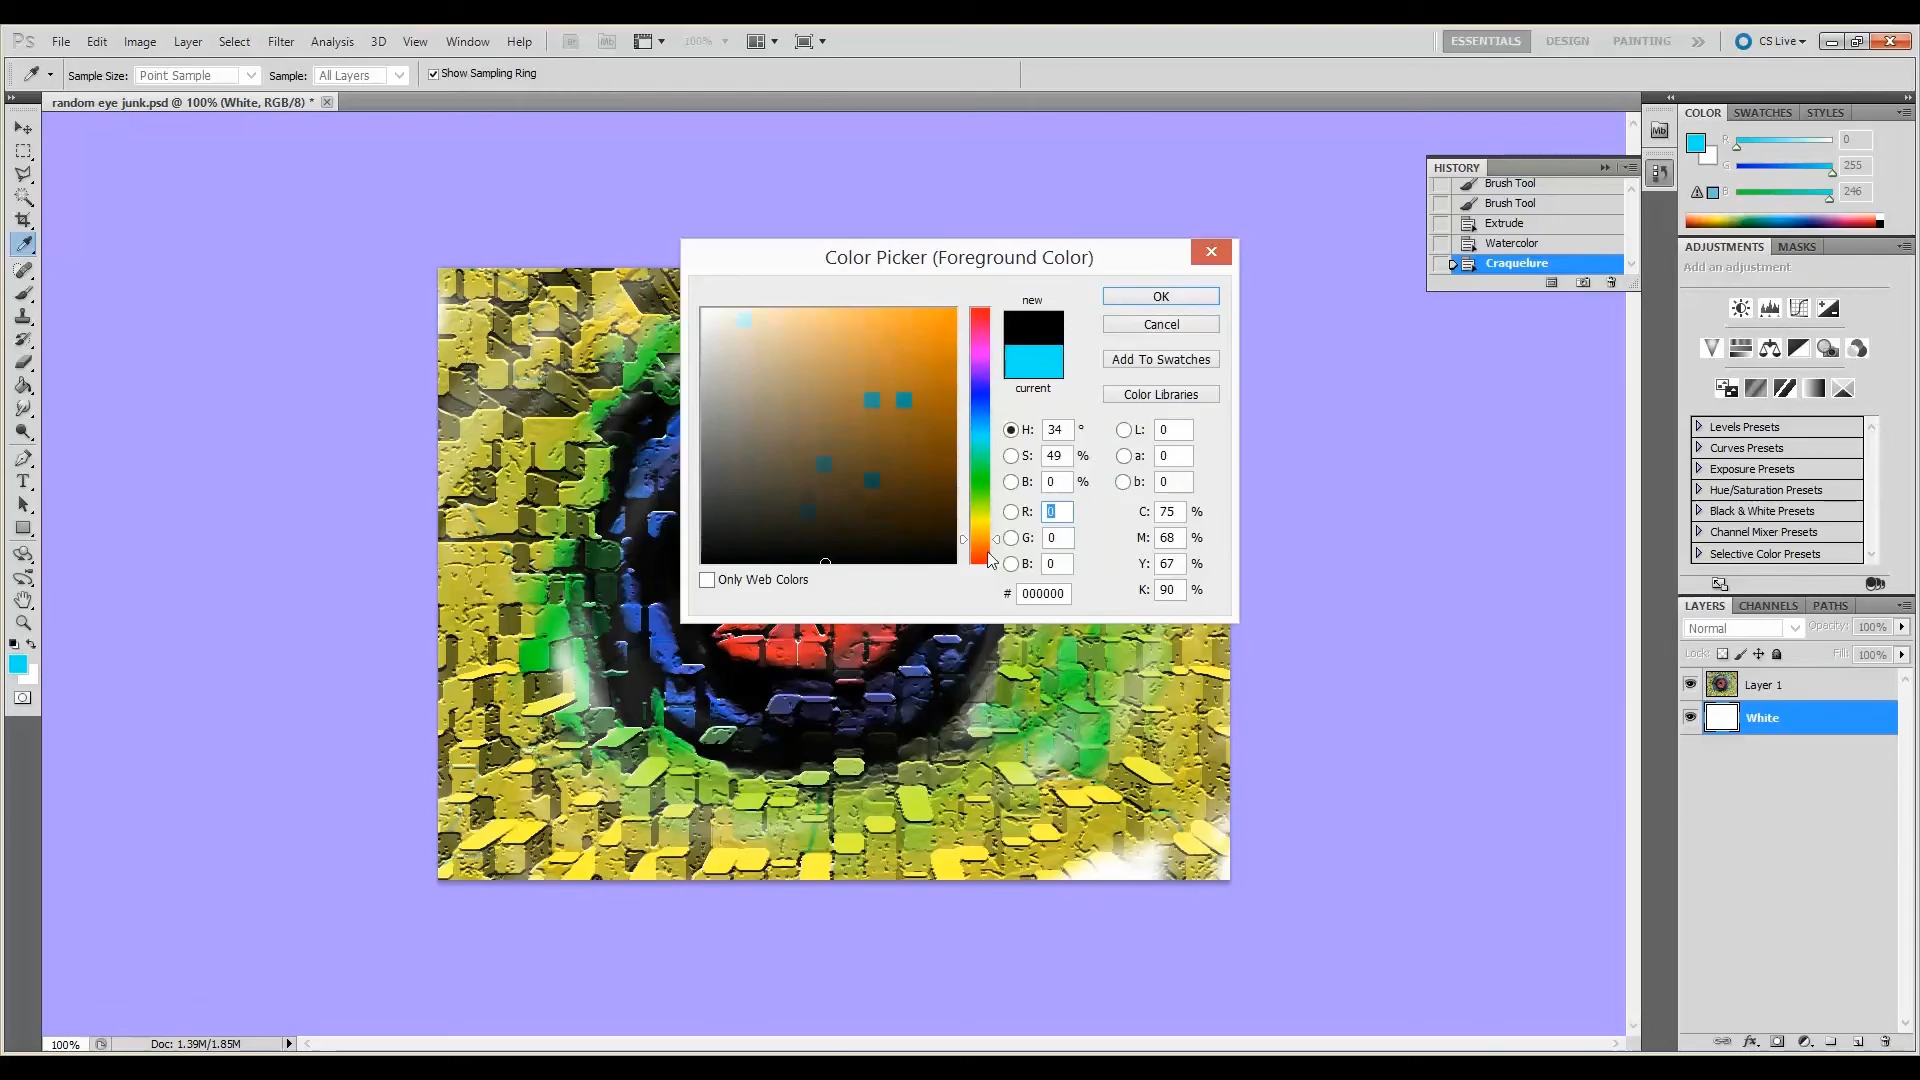 Ps File Edit Image Layer Select Filter Analysis 3D View Window Help Br Mb 100% ESSENTIALS DESIGN PAINTING CS Live
Sample Size: Point Sample Sample: All Layers Show Sampling Ring
random eye junk.psd @ 100% (White, RGB/8) *
HISTORY
Brush Tool
Brush Tool
Extrude
Watercolor
Craquelure
Color Picker (Foreground Color)
new
current
OK
Cancel
Add To Swatches
Color Libraries
H: 34 ° L: 0
S: 49 % a: 0
B: 0 % b: 0
R: 0 C: 75 %
G: 0 M: 68 %
B: 0 Y: 67 %
# 000000 K: 90 %
Only Web Colors
Mb
COLOR SWATCHES STYLES
R 0
G 255
B 246
ADJUSTMENTS MASKS
Add an adjustment
Levels Presets
Curves Presets
Exposure Presets
Hue/Saturation Presets
Black & White Presets
Channel Mixer Presets
Selective Color Presets
LAYERS CHANNELS PATHS
Normal Opacity: 100%
Lock: Fill: 100%
Layer 1
White
T
100% Doc: 1.39M/1.85M
fx